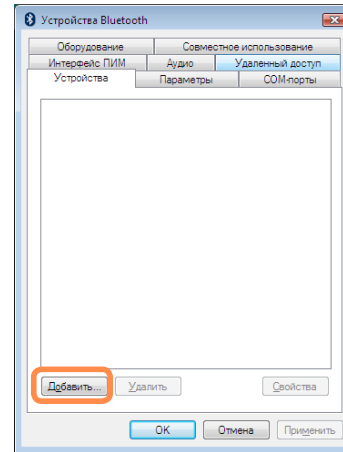 Устройства Bluetooth
Оборудование Совместное использование
Интерфейс ПИМ Аудио Удаленный доступ
Устройства Параметры COM-порты
Добавить... Удалить Свойства
OK Отмена Применить